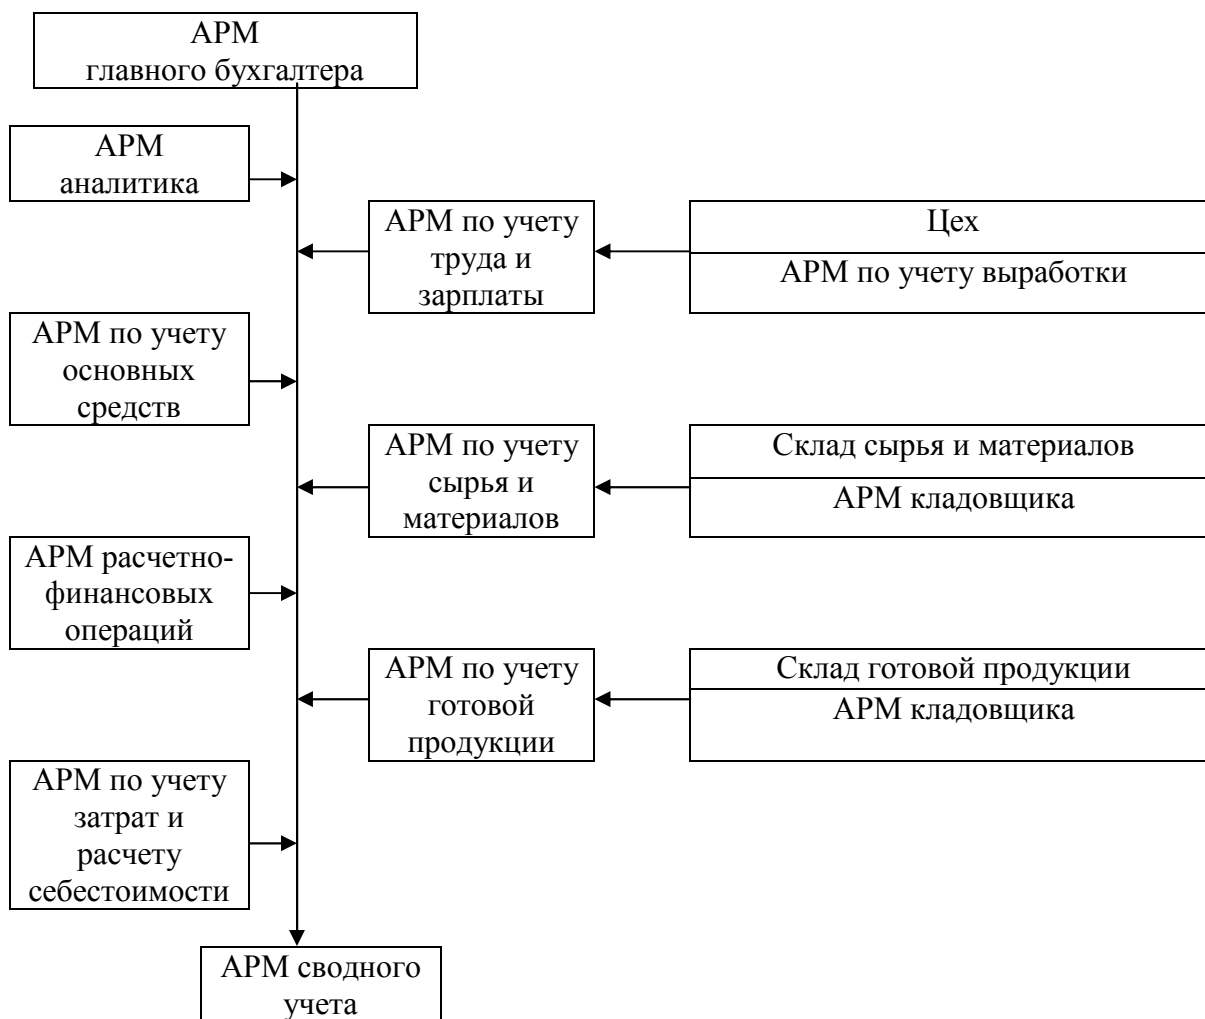 АРМ
главного бухгалтера
АРМ
аналитика
АРМ по учету
труда и
зарплаты
Цех
АРМ по учету выработки
АРМ по учету
основных
средств
АРМ по учету
сырья и
материалов
Склад сырья и материалов
АРМ кладовщика
АРМ расчетно-
финансовых
операций
АРМ по учету
готовой
продукции
Склад готовой продукции
АРМ кладовщика
АРМ по учету
затрат и
расчету
себестоимости
АРМ сводного
учета